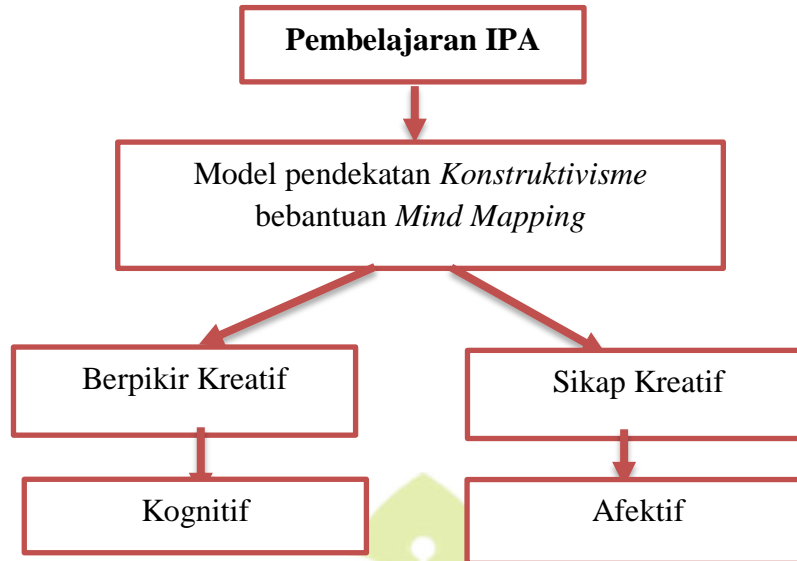 Pembelajaran IPA
Model pendekatan Konstruktivisme
bebantuan Mind Mapping
Berpikir Kreatif
Sikap Kreatif
Kognitif
Afektif